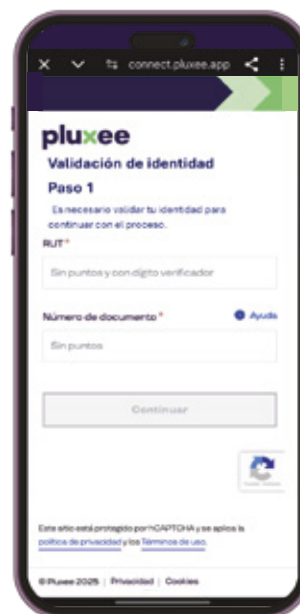 connect.pluxee.app
pluxee
Validación de identidad
Paso 1
Es necesario validar tu identidad para
continuar con el proceso.
RUT*
Sin puntos y con dígito verificador
Número de documento*
Ayuda
Sin puntos
Continuar
Este sitio está protegido por hCAPTCHA y se aplica la
política de privacidad y los Términos de uso.
© Pluxee 2025 | Privacidad | Cookies